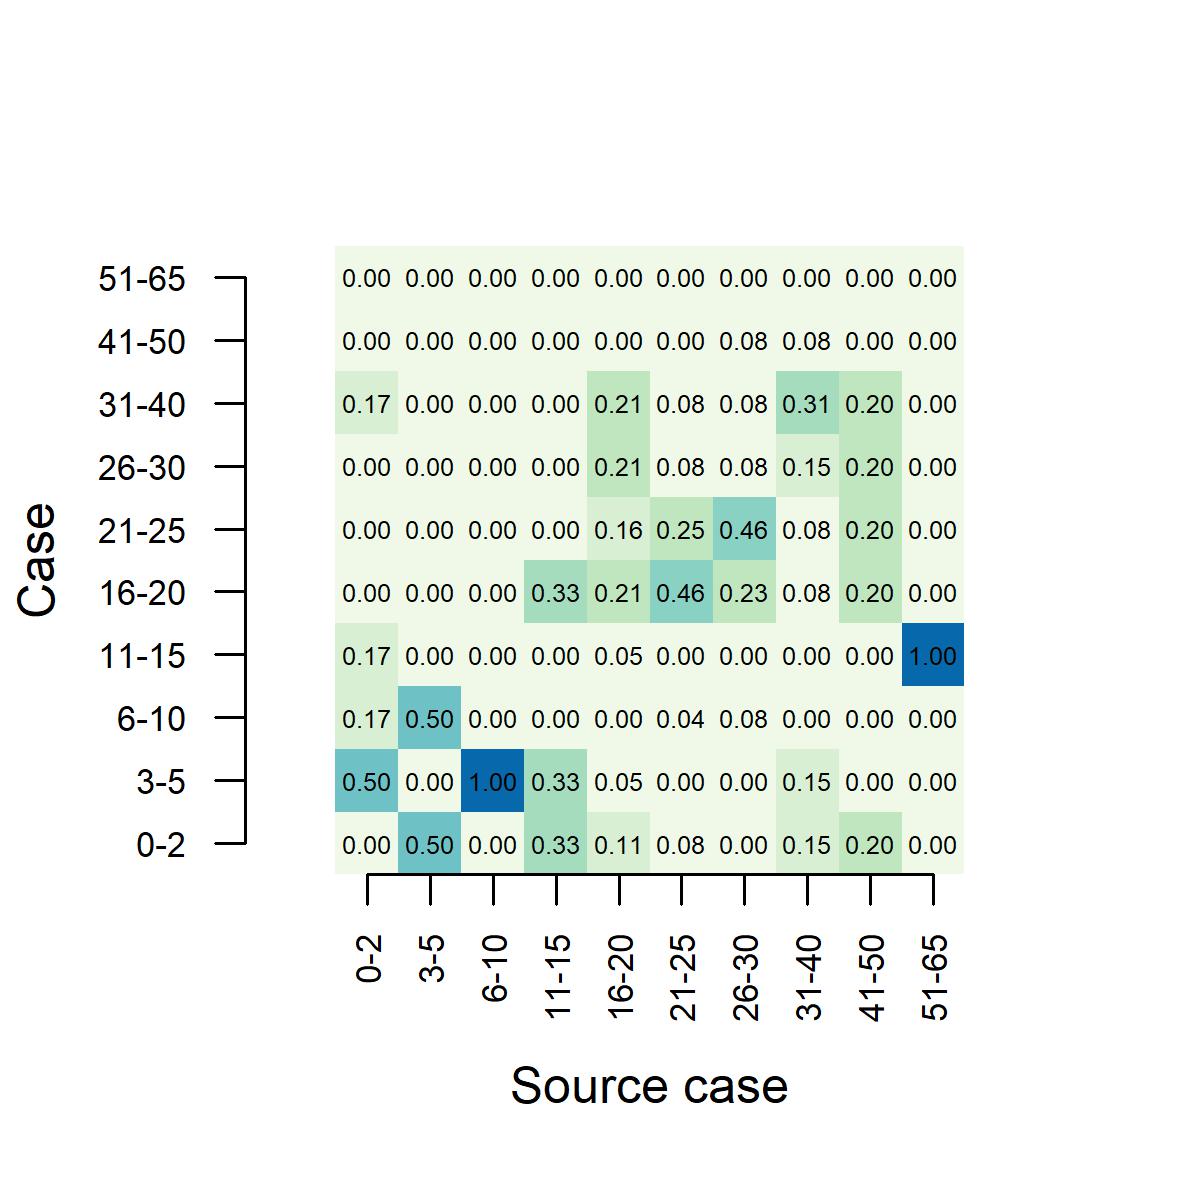 51-65 0.00 0.00 0.00 0.00 0.00 0.00 0.00 0.00 0.00 0.00
41-50 0.00 0.00 0.00 0.00 0.00 0.00 0.08 0.08 0.00 0.00
31-40 0.17 0.00 0.00 0.00 0.21 0.08 0.08 0.31 0.20 0.00
26-30 0.00 0.00 0.00 0.00 0.21 0.08 0.08 0.15 0.20 0.00
21-25 0.00 0.00 0.00 0.00 0.16 0.25 0.46 0.08 0.20 0.00
16-20 0.00 0.00 0.00 0.33 0.21 0.46 0.23 0.08 0.20 0.00
11-15 0.17 0.00 0.00 0.00 0.05 0.00 0.00 0.00 0.00 1.00
6-10 0.17 0.50 0.00 0.00 0.00 0.04 0.08 0.00 0.00 0.00
3-5 0.50 0.00 1.00 0.33 0.05 0.00 0.00 0.15 0.00 0.00
0-2 0.00 0.50 0.00 0.33 0.11 0.08 0.00 0.15 0.20 0.00
Case
0-2 3-5 6-10 11-15 16-20 21-25 26-30 31-40 41-50 51-65
Source case